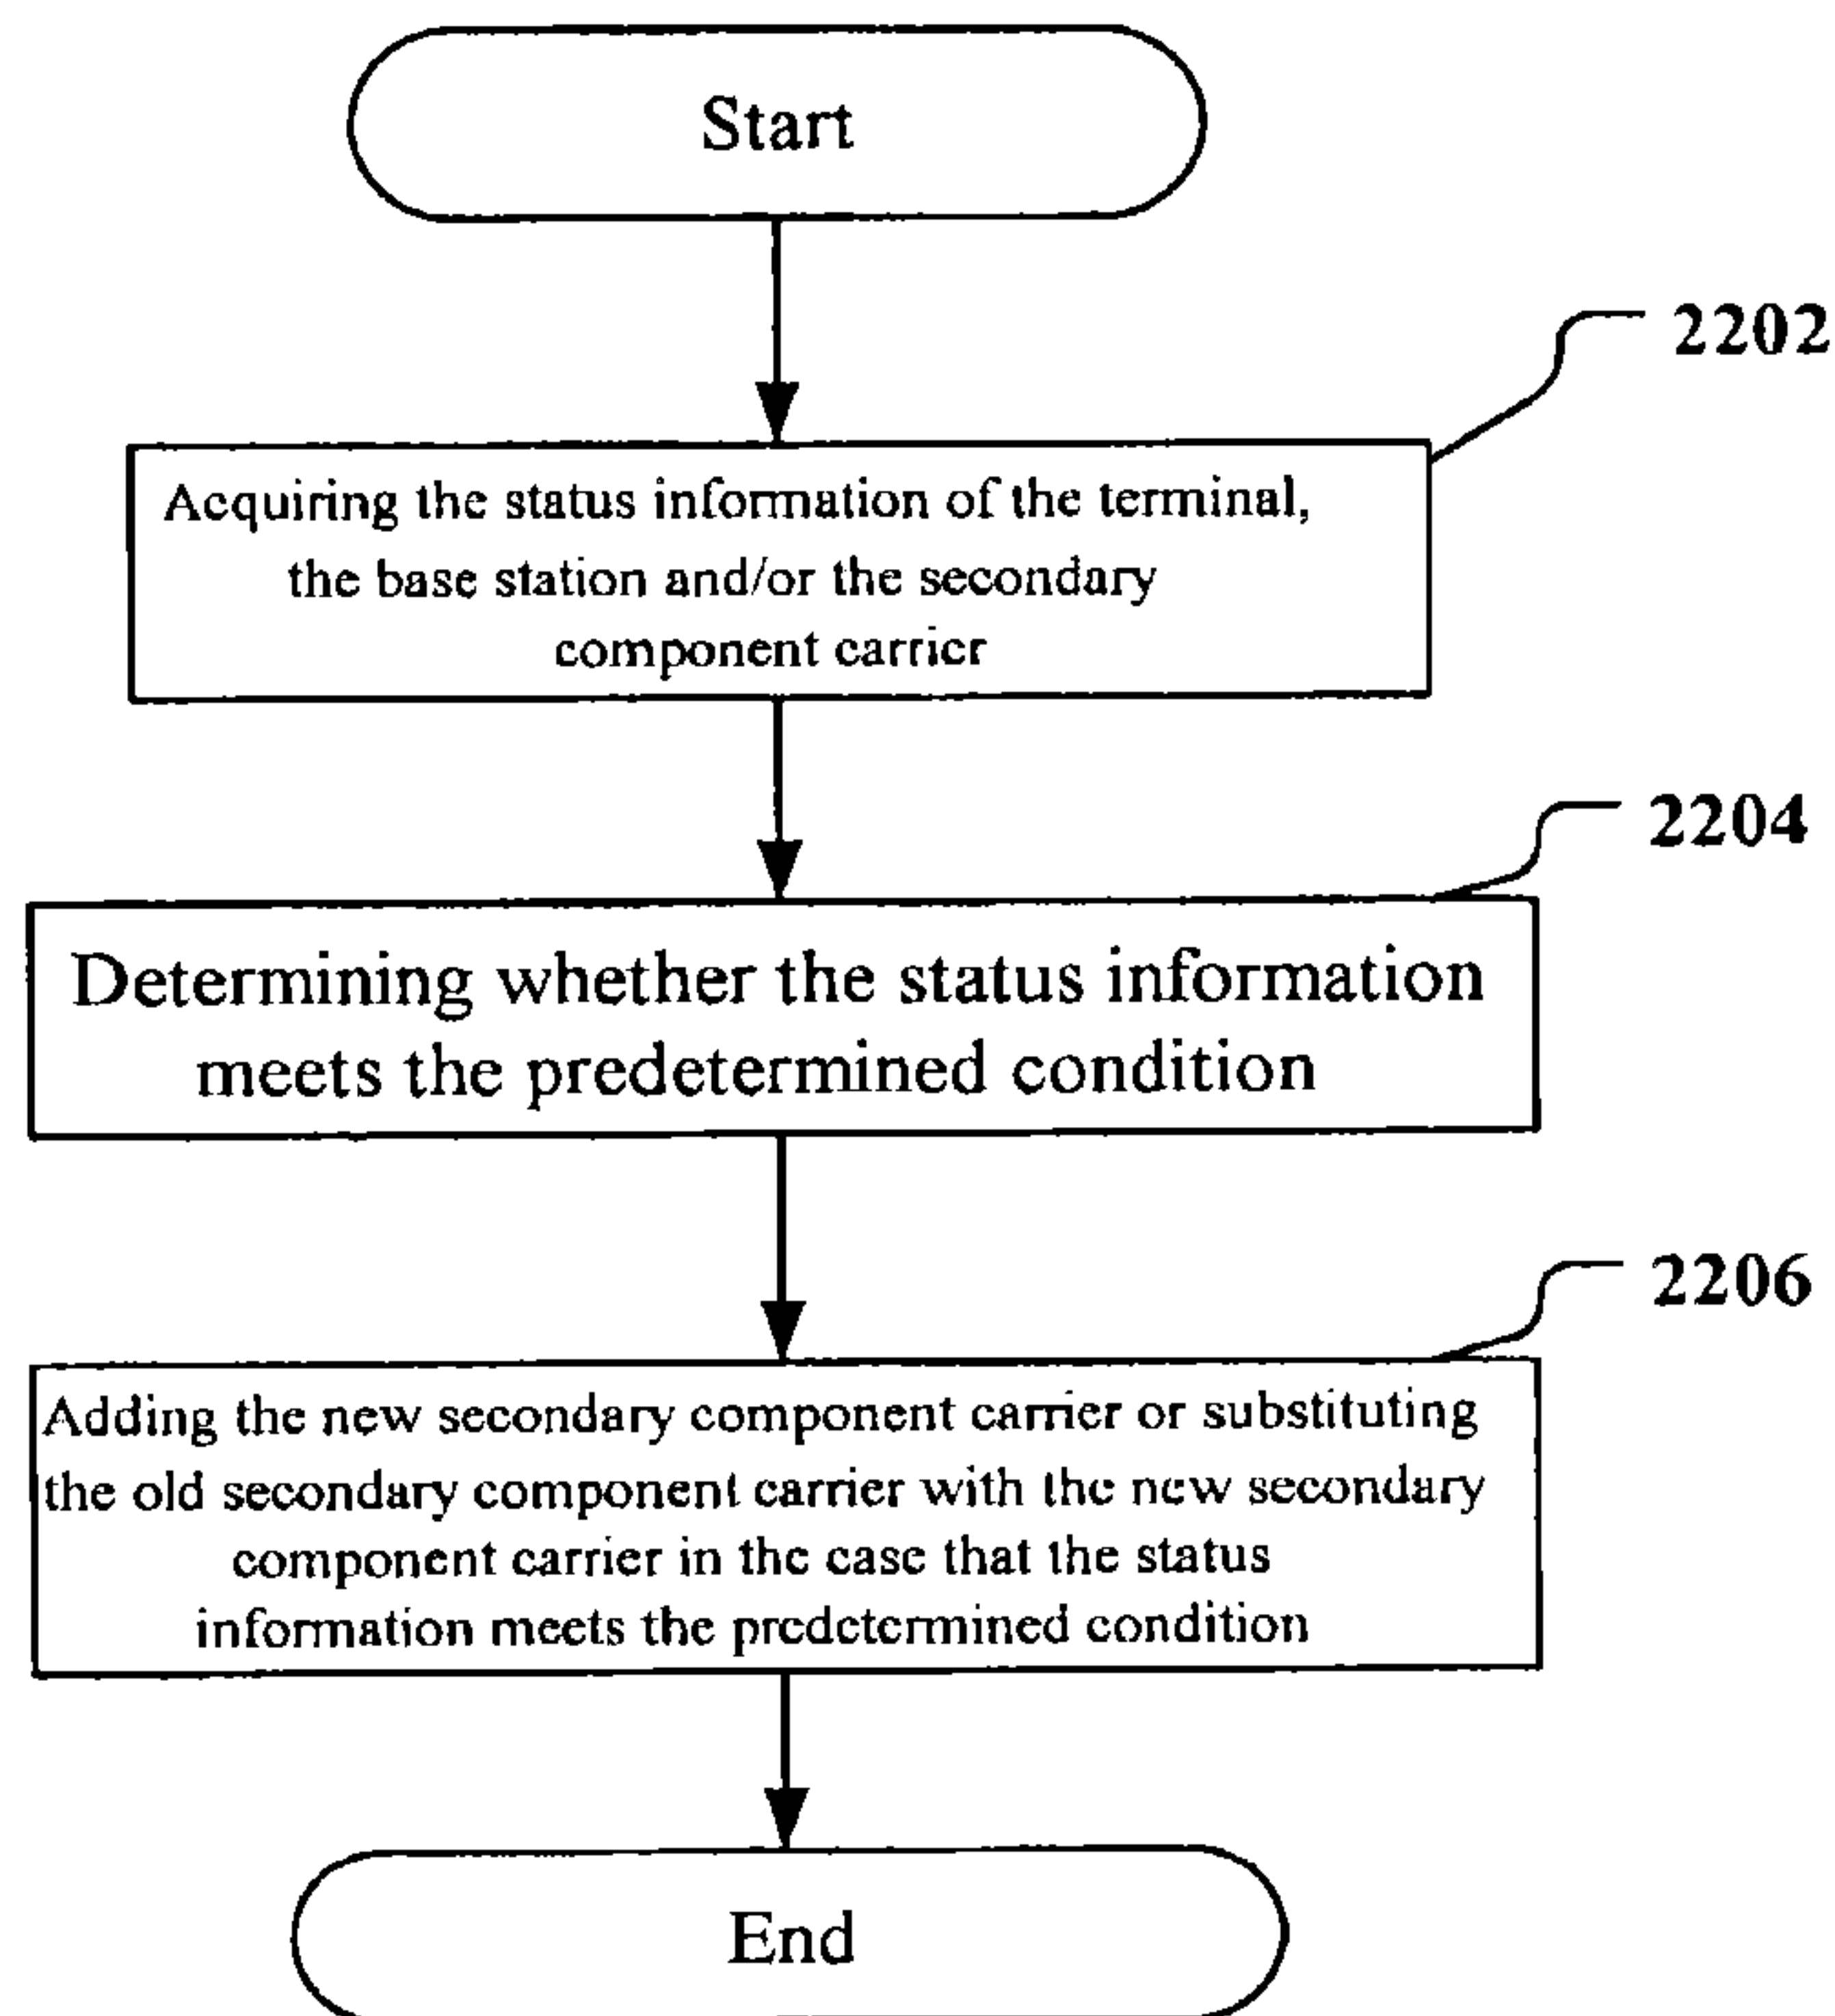 Start
2202
Acquiring the status information of the terminal,
the base station and/or the secondary
component carrier
2204
Determining whether the status information
meets the predetermined condition
2206
Adding the new secondary component carrier or substituting
the old secondary component carrier with the new secondary
component carrier in the case that the status
information meets the predetermined condition
End